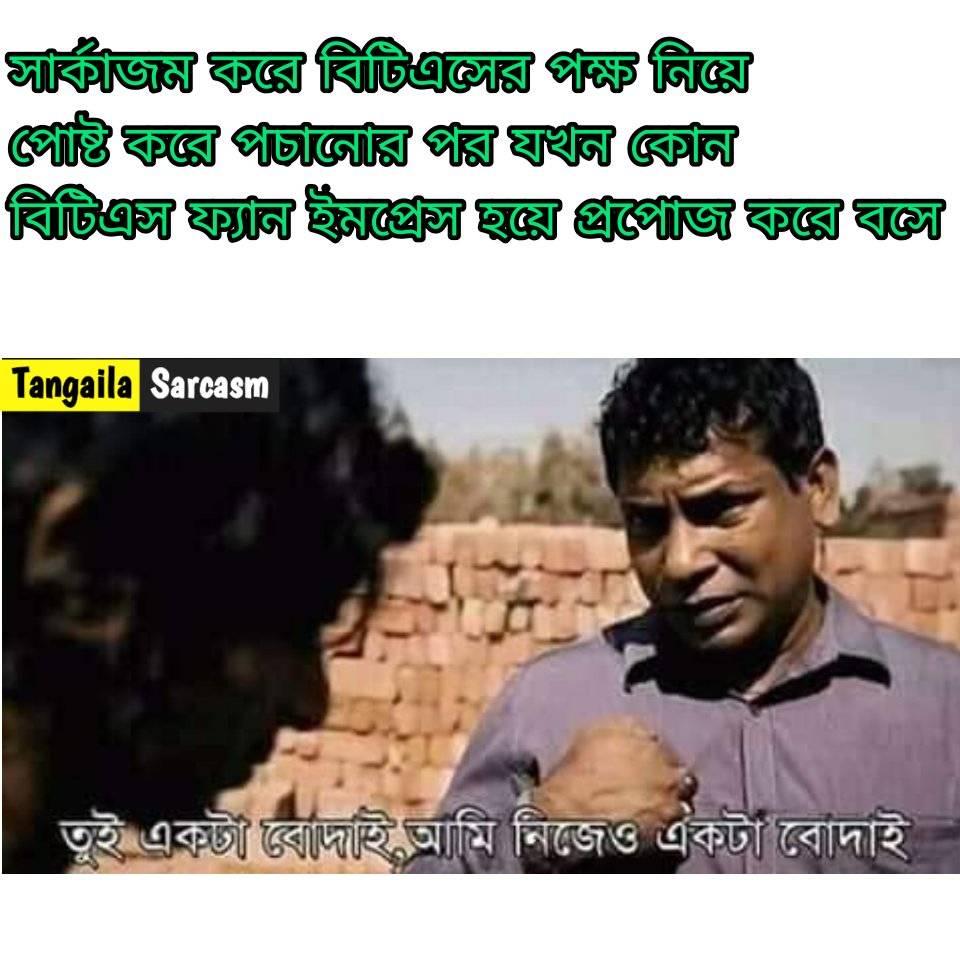 সার্কাজম করে বিটিএসের পক্ষ নিয়ে
পোষ্ট করে পচানোর পর যখন কোন
বিটিএস ফ্যান ইমপ্রেস হয়ে প্রপোজ করে বসে
Tangaila Sarcasm
তুই একটা বোদাই,আমি নিজেও একটা বোদাই